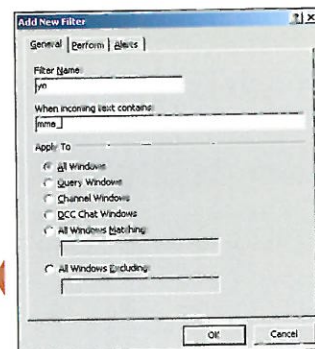 Add New Filter
General Perform Alerts
Filter Name:
yo
When incoming text contains:
mme_
Apply To
All Windows
Query Windows
Channel Windows
DCC Chat Windows
All Windows Matching:
All Windows Excluding:
OK Cancel